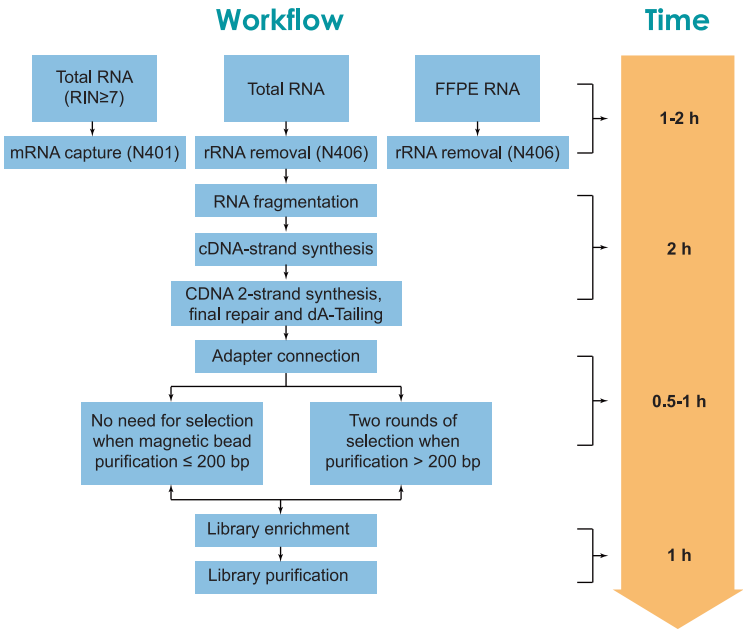 Workflow
Time
Total RNA
(RIN≥7)
Total RNA
FFPE RNA
1-2 h
mRNA capture (N401)
rRNA removal (N406)
rRNA removal (N406)
RNA fragmentation
cDNA-strand synthesis
2 h
CDNA 2-strand synthesis,
final repair and dA-Tailing
Adapter connection
No need for selection
when magnetic bead
purification ≤ 200 bp
Two rounds of
selection when
purification > 200 bp
0.5-1 h
Library enrichment
Library purification
1 h